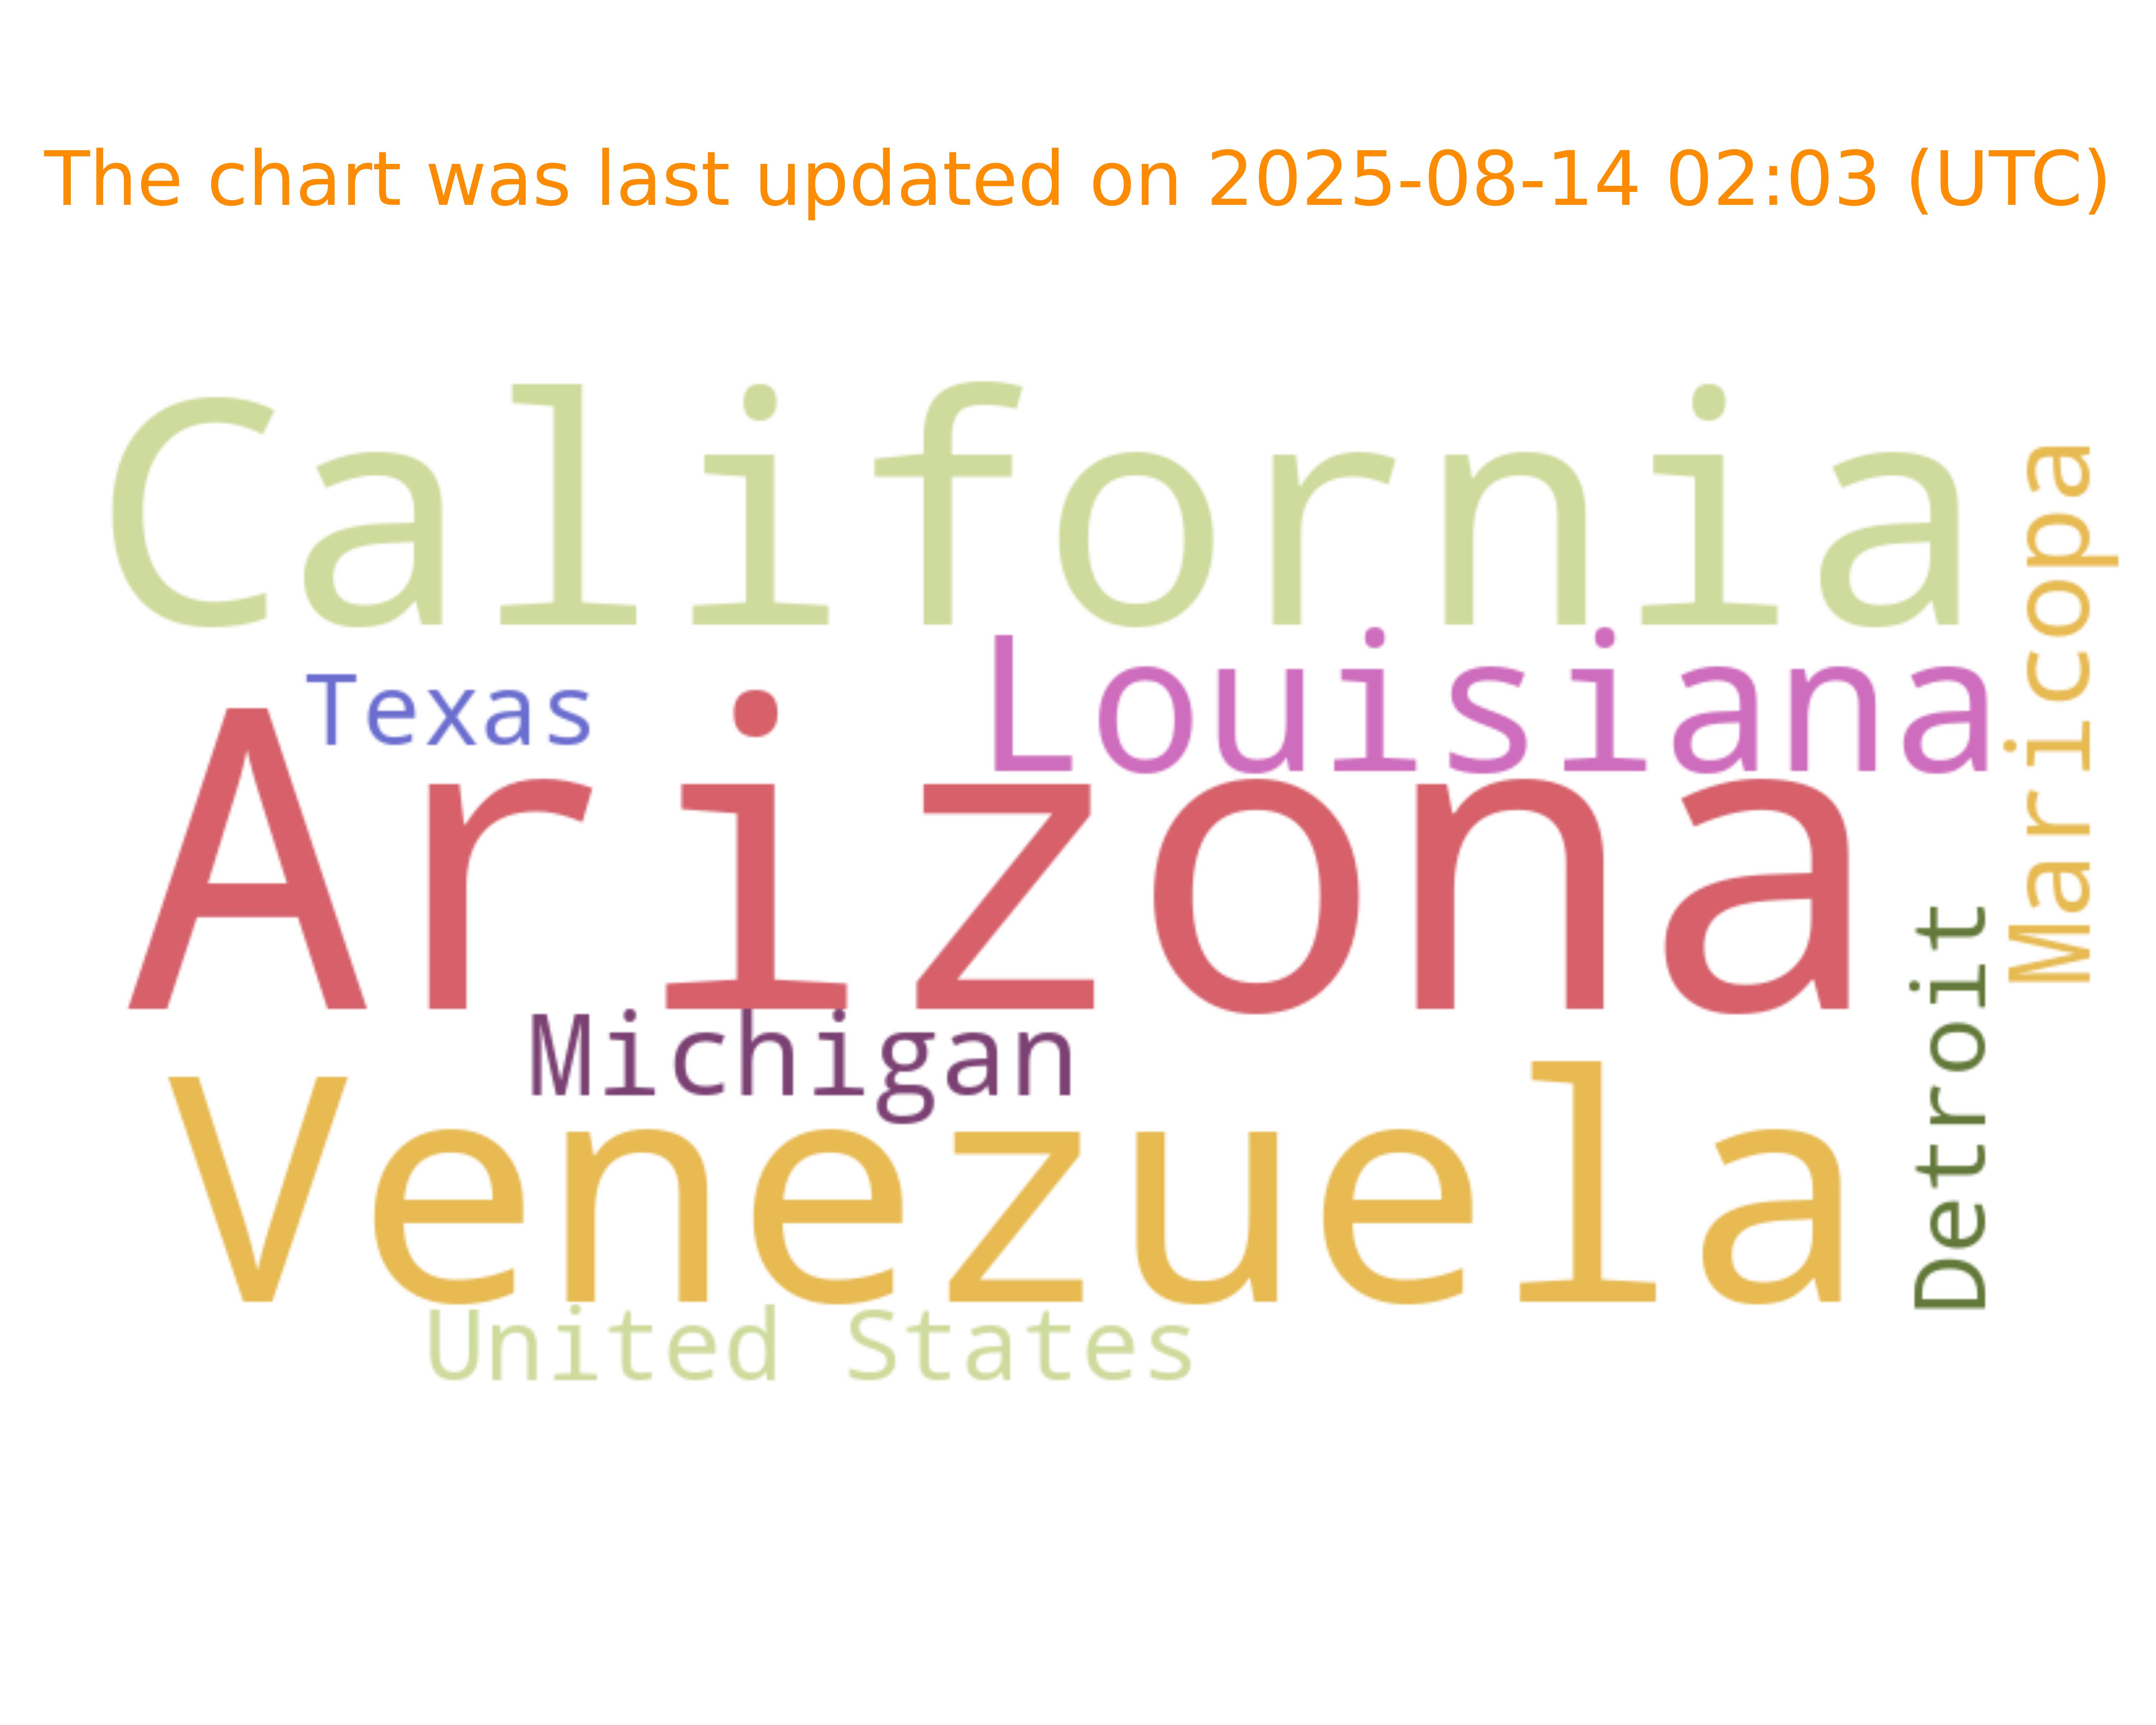 The chart was last updated on 2025-08-14 02:03 (UTC)
California
Maricopa
Louisiana
Texas
Arizona
Detroit
Michigan
Venezuela
United States